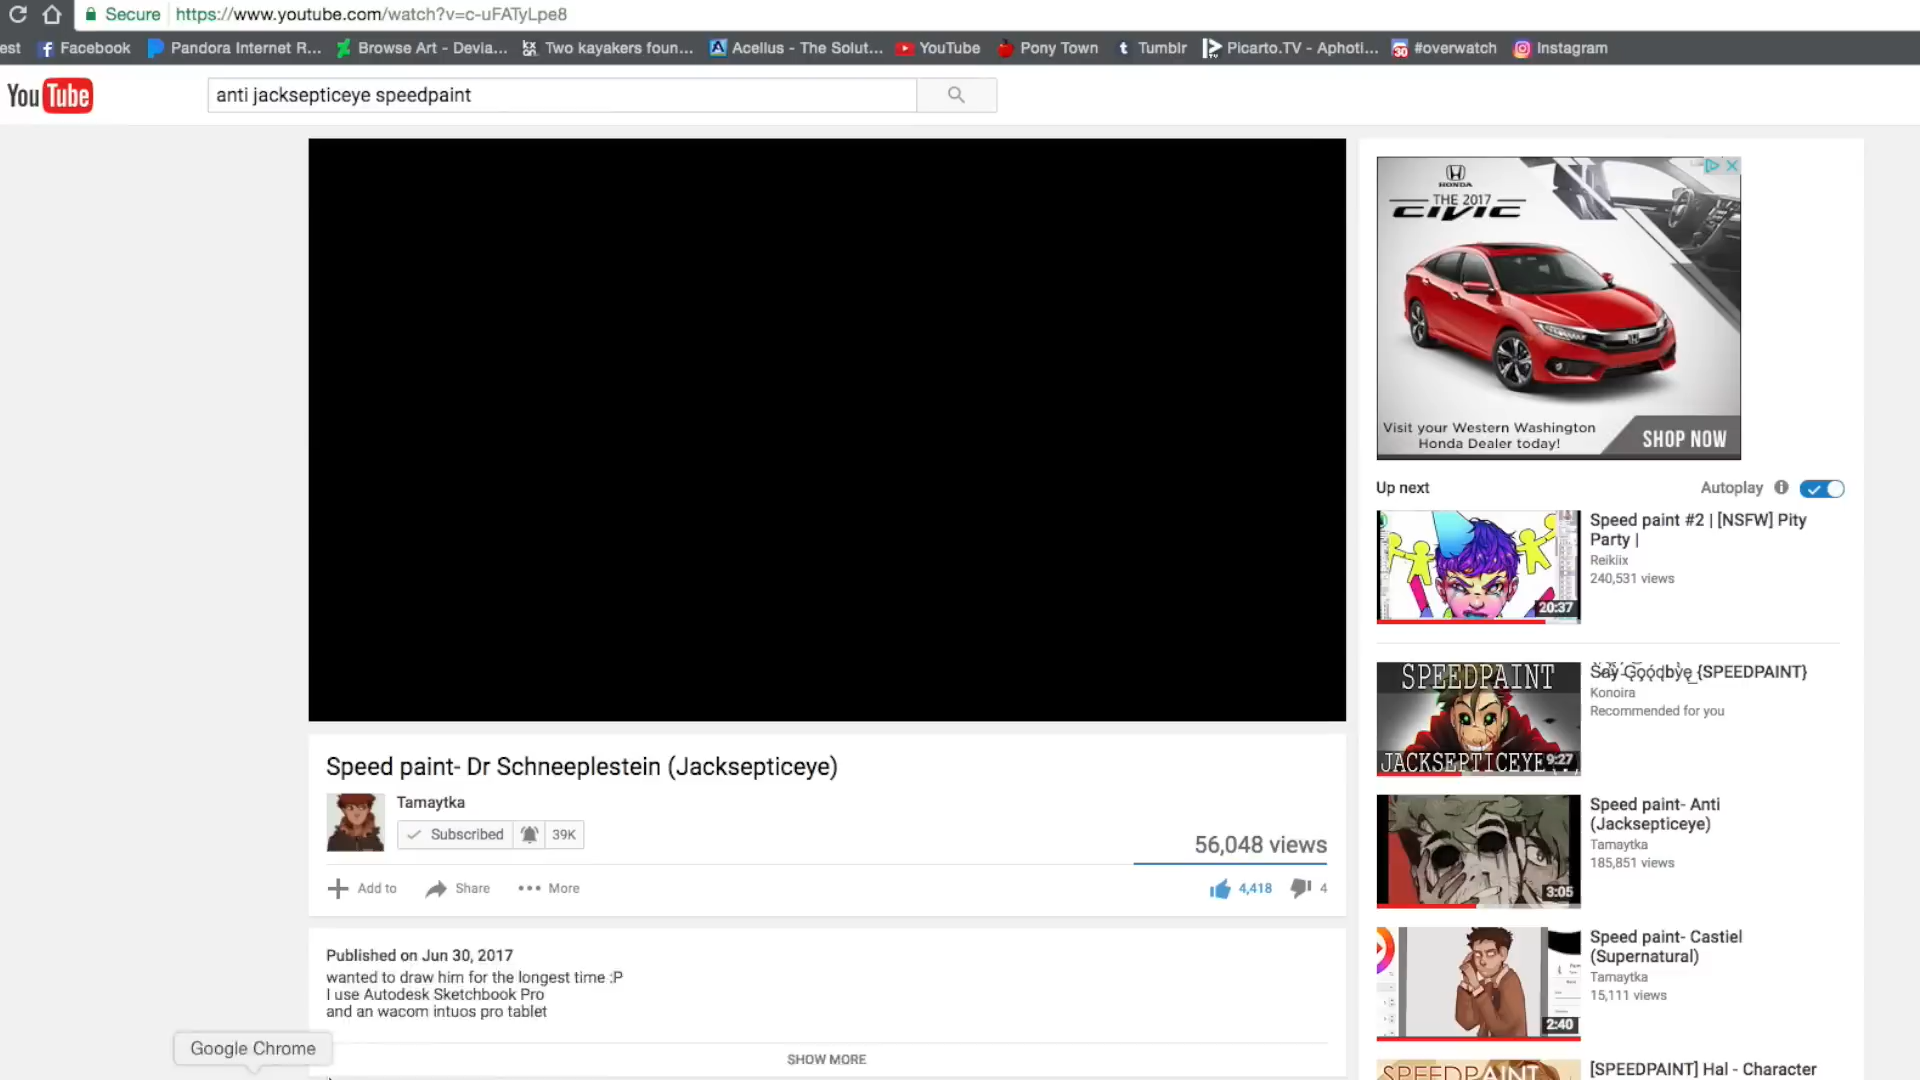 Secure https://www.youtube.com/watch?v=c-uFATyLpe8
est Facebook Pandora Internet R... Browse Art - Devia... Two kayakers foun... Acellus - The Solut... YouTube Pony Town Tumblr Picarto.TV - Aphoti... #overwatch Instagram
YouTube
anti jacksepticeye speedpaint
HONDA
THE 2017
CIVIC
Visit your Western Washington
Honda Dealer today!
SHOP NOW
Up next
Autoplay
Speed paint #2 | [NSFW] Pity
Party |
Reikiix
240,531 views
20:37
SPEEDPAINT
JACKSEPTICEYE
9:27
Say Goodbye {SPEEDPAINT}
Konoira
Recommended for you
Speed paint- Anti
(Jacksepticeye)
Tamaytka
185,851 views
3:05
Speed paint- Castiel
(Supernatural)
Tamaytka
15,111 views
2:40
SPEEDPAINT
[SPEEDPAINT] Hal - Character
Speed paint- Dr Schneeplestein (Jacksepticeye)
Tamaytka
Subscribed 39K
56,048 views
Add to Share More
4,418 4
Published on Jun 30, 2017
wanted to draw him for the longest time :P
I use Autodesk Sketchbook Pro
and an wacom intuos pro tablet
SHOW MORE
Google Chrome